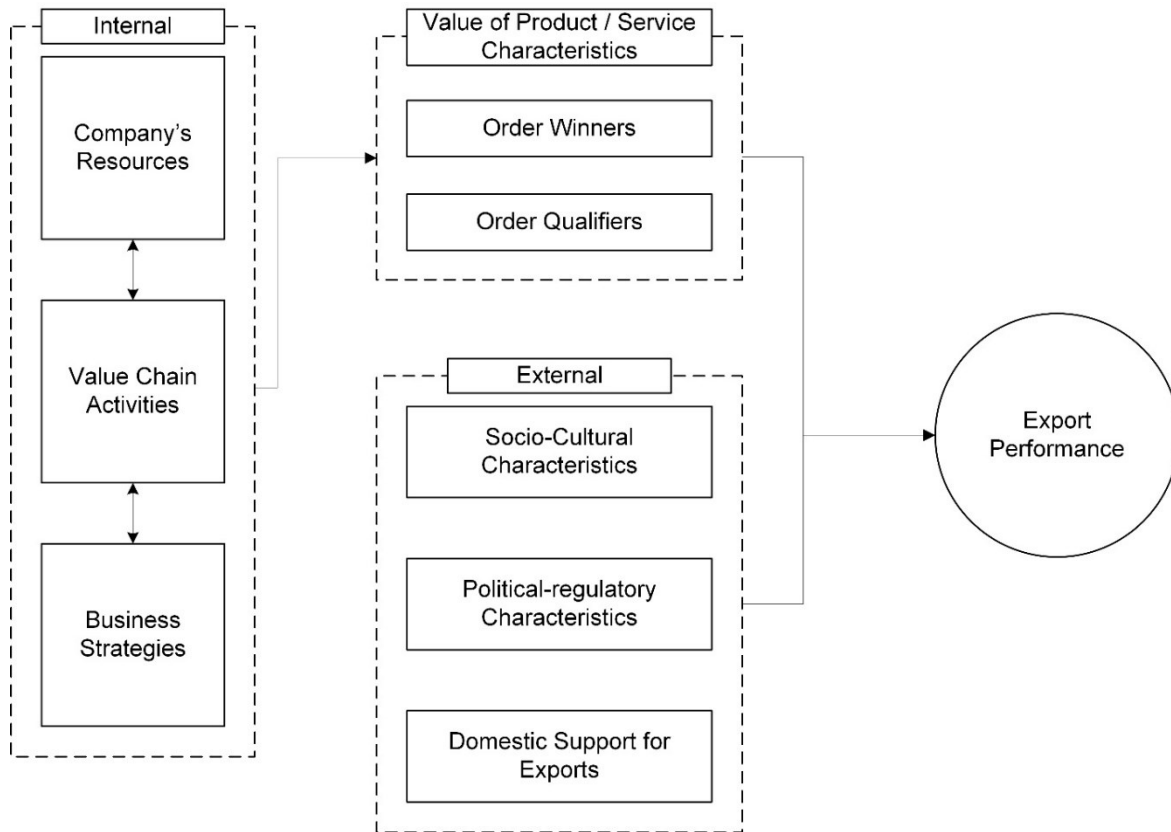 Internal
Company's
Resources
Value Chain
Activities
Business
Strategies
Value of Product / Service
Characteristics
Order Winners
Order Qualifiers
External
Socio-Cultural
Characteristics
Political-regulatory
Characteristics
Domestic Support for
Exports
Export
Performance